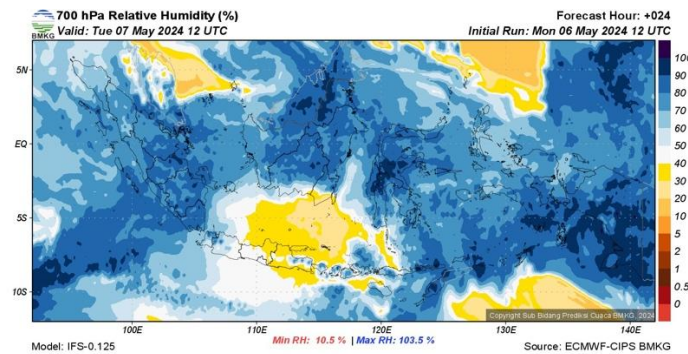 BMKG
700 hPa Relative Humidity (%)
Valid: Tue 07 May 2024 12 UTC
Forecast Hour: +024
Initial Run: Mon 06 May 2024 12 UTC
5N
EQ
5S
10S
100E
110E
120E
130E
140E
100
90
80
70
60
50
40
30
20
10
5
2
1
0.5
0
Copyright Sub Bidang Prediksi Cuaca BMKG, 2024
Model: IFS-0.125
Min RH: 10.5 % | Max RH: 103.5 %
Source: ECMWF-CIPS BMKG